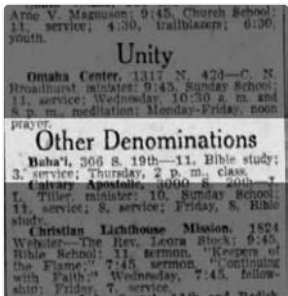 Arne V. Magnuson; 9:45, Church School;
11, service; 4:30, trailblazers; 6:30,
youth.
Unity
Omaha Center, 1317 N. 42d—C. N.
Broadhurst, minister; 9:45, Sunday School;
11, service; Wednesday, 10:30 a. m. and
8 p. m., meditation; Monday-Friday, noon
prayer.
Other Denominations
Baha'i, 306 S. 19th—11, Bible study;
3, service; Thursday, 2 p. m., class.
Calvary Apostolic, 3000 S. 20th—
L. Tiller, minister; 10, Sunday School;
11, service; 8, service; Friday, 8, Bible
study.
Christian Lighthouse Mission, 1824
Webster—The Rev. Leora Stock; 9:45,
Bible School; 11, sermon, "Keepers of
the Flame;" 7:45 sermon, "Continuing
with Faith;" Wednesday, 7:45, fellow-
ship; Friday, 7, service.